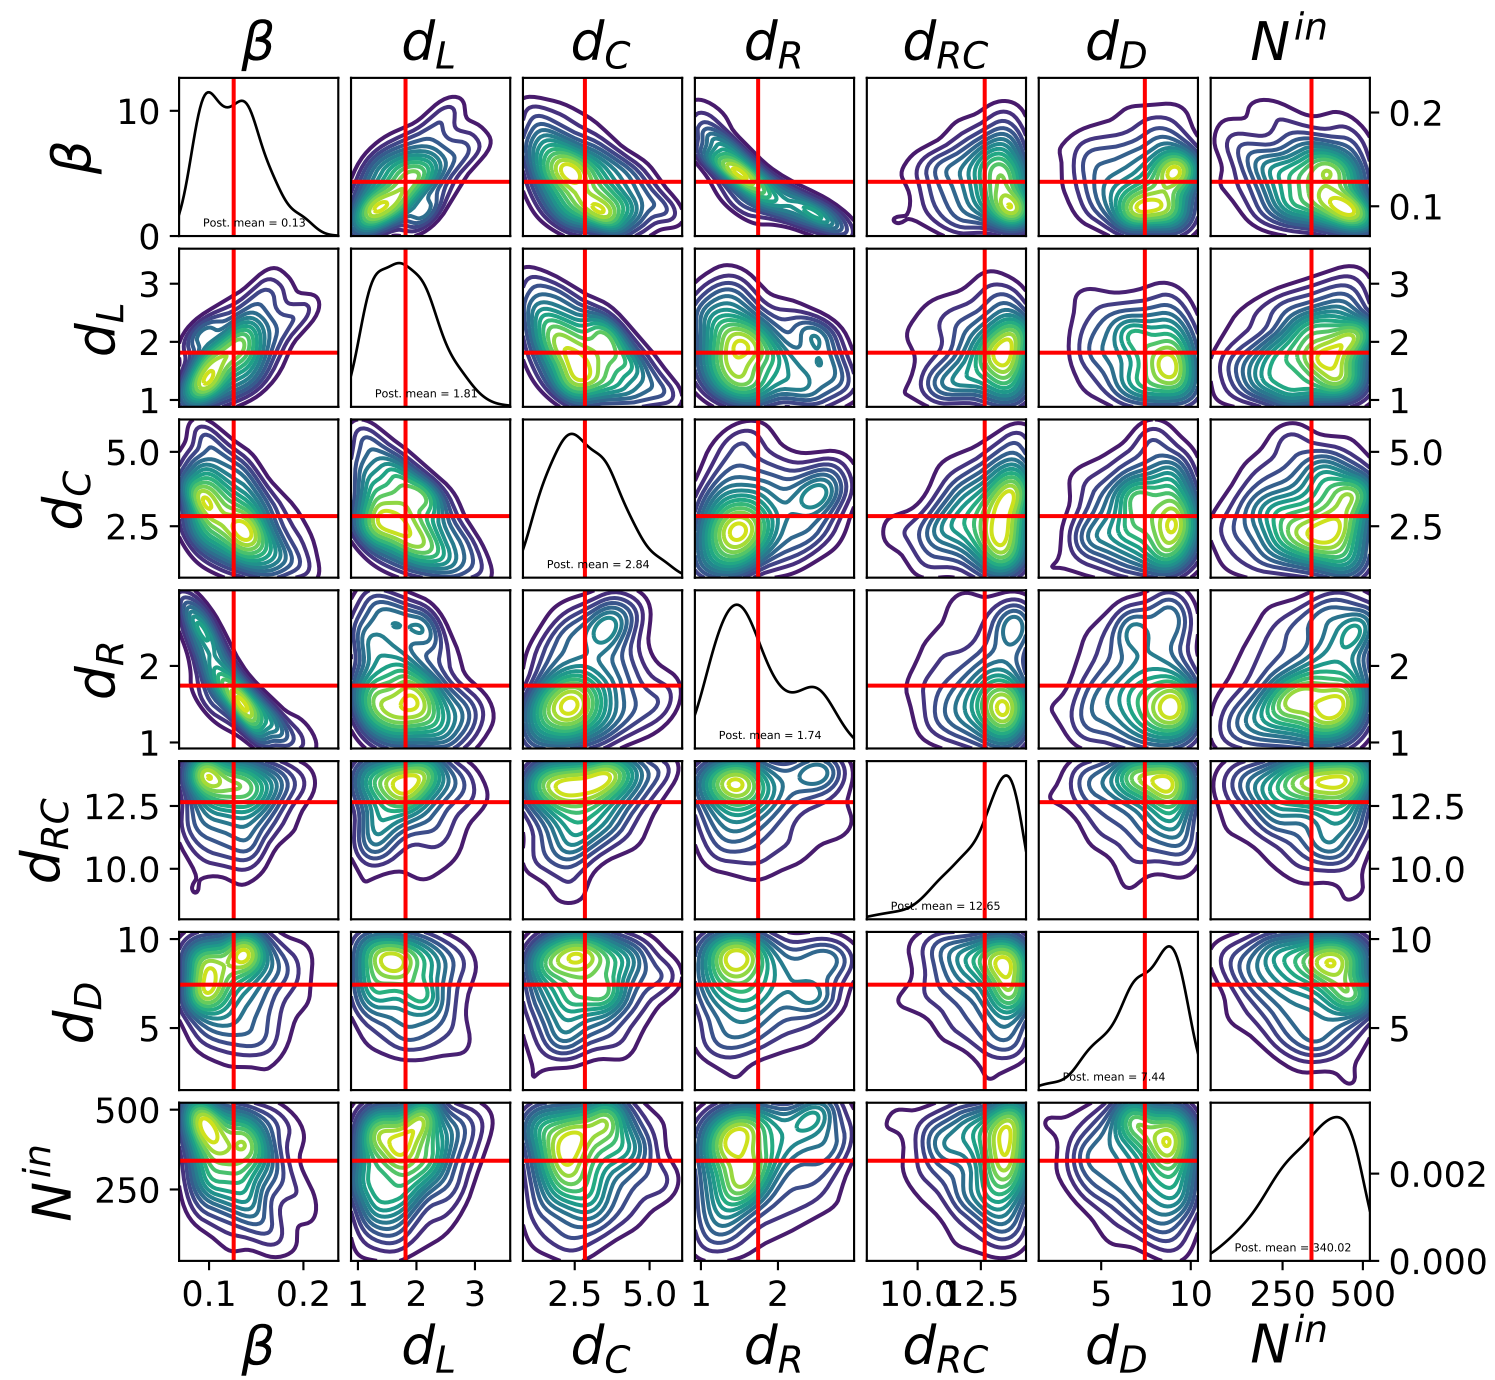 β d_L d_C d_R d_RC d_D N^in
β 10 0 Post. mean = 0.13 0.2 0.1
d_L 3 2 1 Post. mean = 1.81 3 2 1
d_C 5.0 2.5 Post. mean = 2.84 5.0 2.5
d_R 2 1 Post. mean = 1.74 2 1
d_RC 12.5 10.0 Post. mean = 12.65 12.5 10.0
d_D 10 5 Post. mean = 7.44 10 5
N^in 500 250 Post. mean = 340.02 0.002 0.000
0.1 0.2 1 2 3 2.5 5.0 1 2 10.0 12.5 5 10 250 500
β d_L d_C d_R d_RC d_D N^in